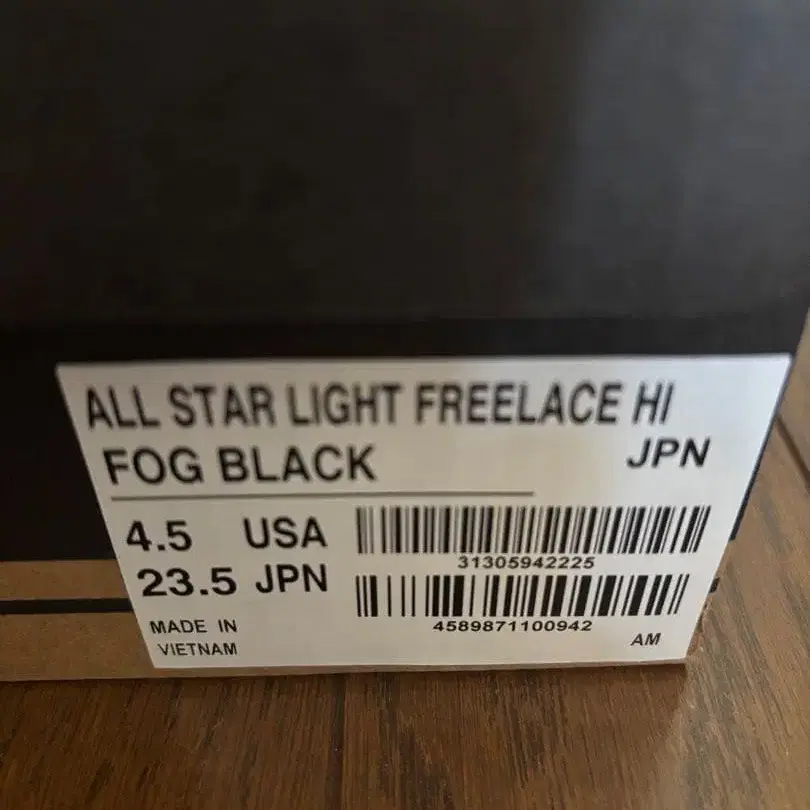 ALL STAR LIGHT FREELACE HI
FOG BLACK JPN
4.5 USA
31305942225
23.5 JPN
4589871100942
MADE IN
VIETNAM
AM